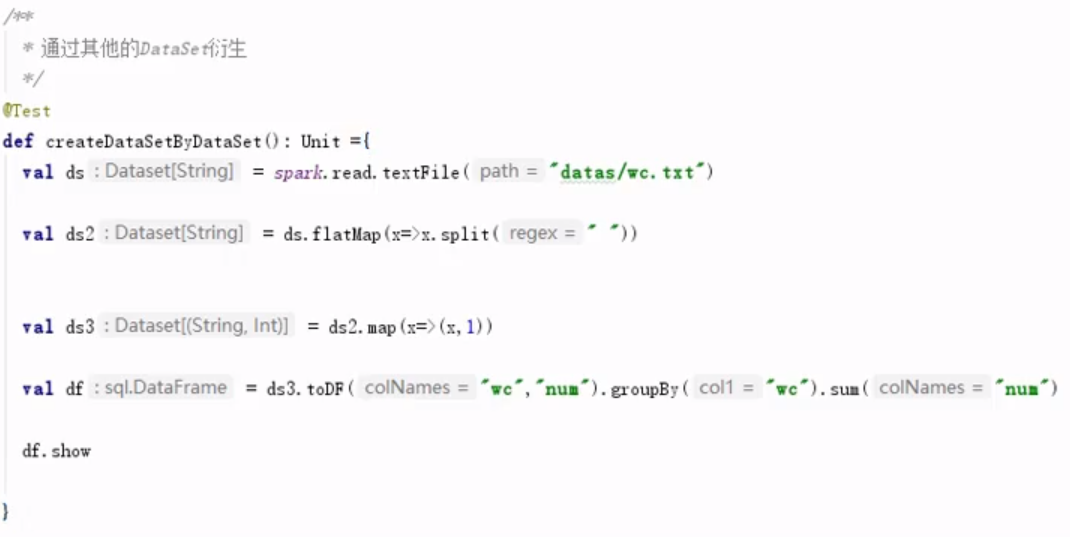 /**
* 通过其他的DataSet衍生
*/
@Test
def createDataSetByDataSet(): Unit ={
val ds : Dataset[String] = spark.read.textFile( path = "datas/wc.txt")
val ds2 : Dataset[String] = ds.flatMap(x=>x.split( regex = " "))
val ds3 : Dataset[(String, Int)] = ds2.map(x=>(x,1))
val df : sql.DataFrame = ds3.toDF( colNames = "wc","num").groupBy( col1 = "wc").sum( colNames = "num")
df.show
}